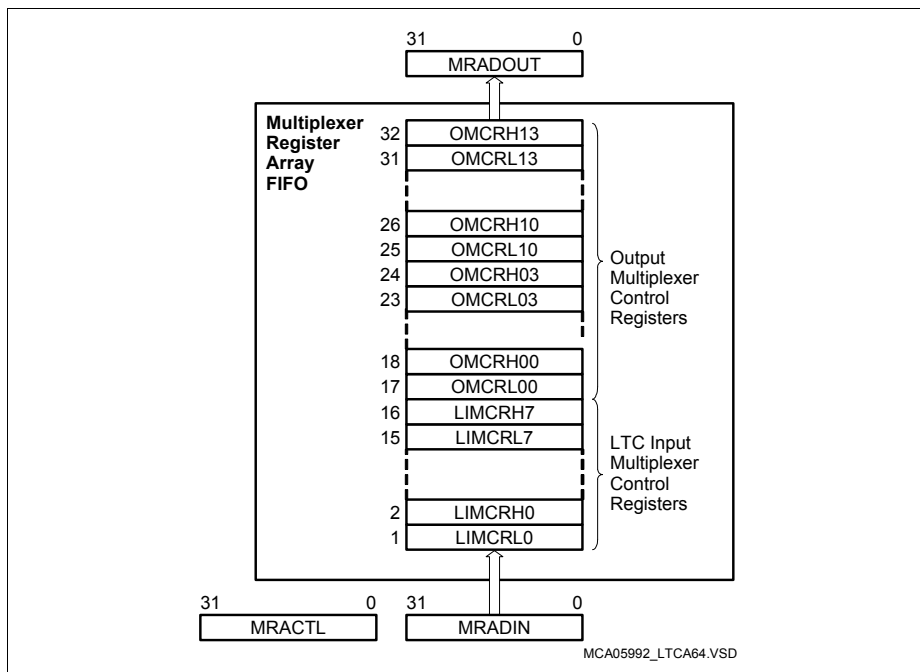 31 0
MRADOUT
Multiplexer
Register
Array
FIFO
32 OMCRH13
31 OMCRL13
26 OMCRH10
25 OMCRL10
24 OMCRH03
23 OMCRL03
Output
Multiplexer
Control
Registers
18 OMCRH00
17 OMCRL00
16 LIMCRH7
15 LIMCRL7
LTC Input
Multiplexer
Control
Registers
2 LIMCRH0
1 LIMCRL0
31 0 31 0
MRACTL MRADIN
MCA05992_LTCA64.VSD